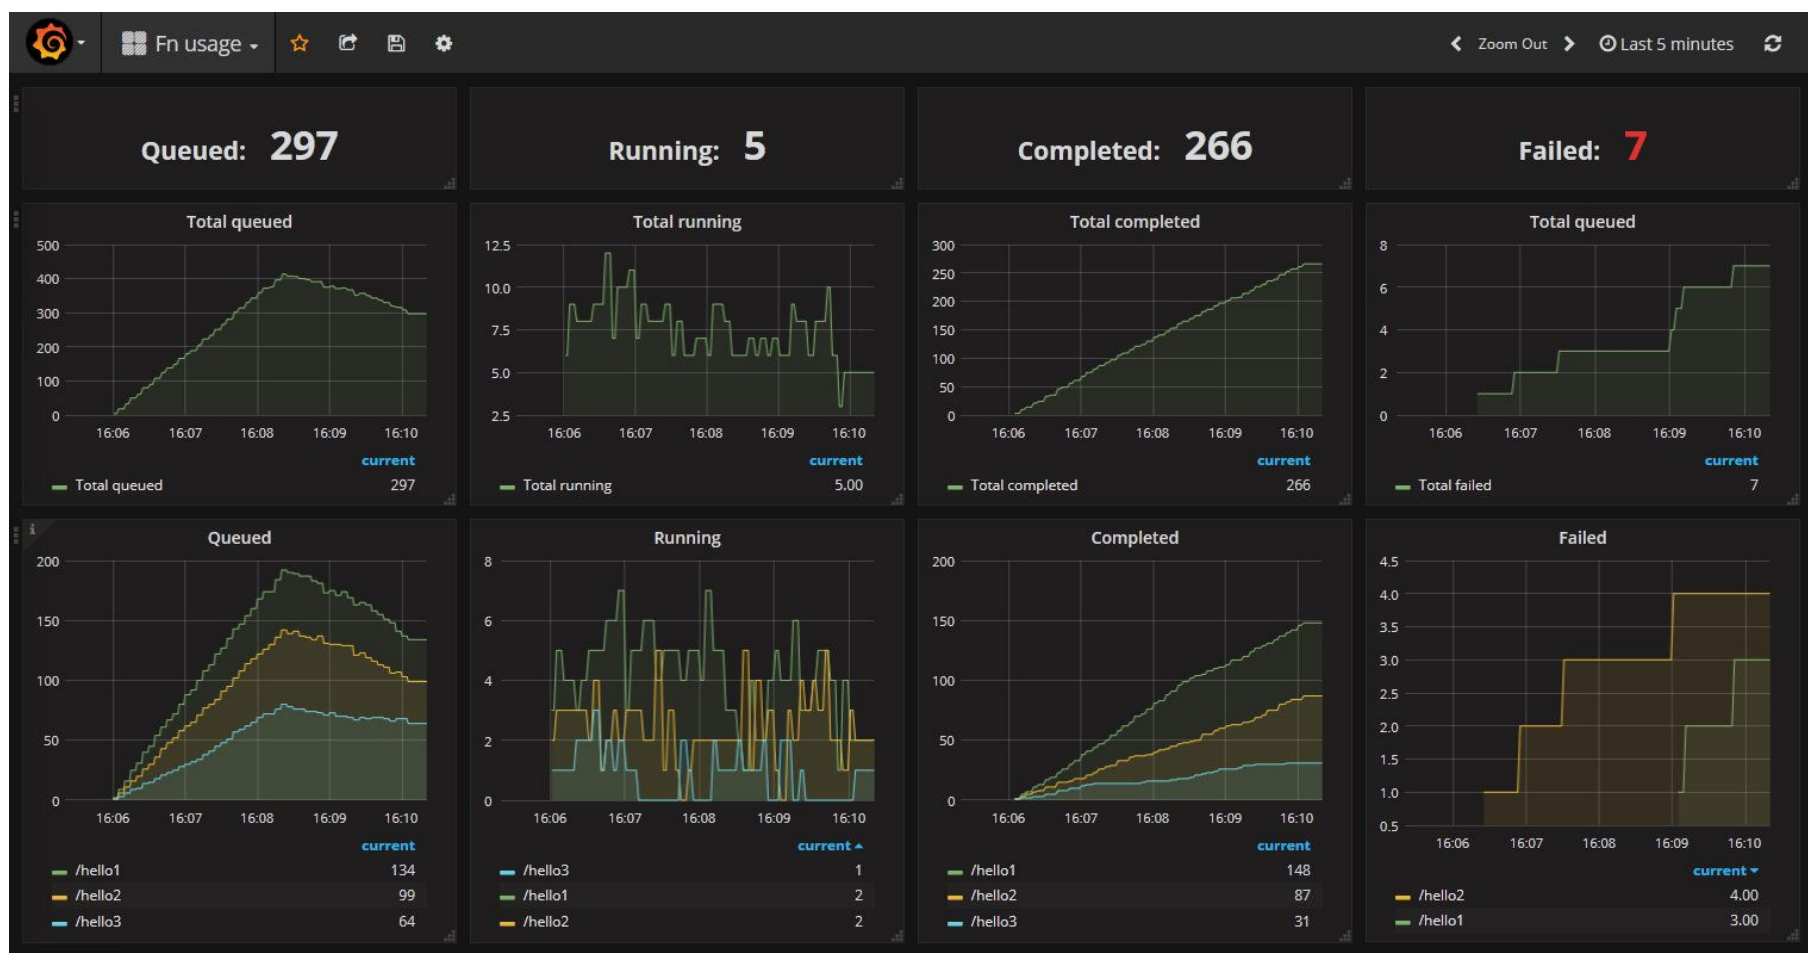 Fn usage
Zoom Out
Last 5 minutes
Queued: 297
Running: 5
Completed: 266
Failed: 7
Total queued
500
400
300
200
100
0
16:06 16:07 16:08 16:09 16:10
current
Total queued 297
Total running
12.5
10.0
7.5
5.0
2.5
16:06 16:07 16:08 16:09 16:10
current
Total running 5.00
Total completed
300
250
200
150
100
50
0
16:06 16:07 16:08 16:09 16:10
current
Total completed 266
Total queued
8
6
4
2
0
16:06 16:07 16:08 16:09 16:10
current
Total failed 7
i
Queued
200
150
100
50
0
16:06 16:07 16:08 16:09 16:10
current
/hello1 134
/hello2 99
/hello3 64
Running
8
6
4
2
0
16:06 16:07 16:08 16:09 16:10
current
/hello3 1
/hello1 2
/hello2 2
Completed
200
150
100
50
0
16:06 16:07 16:08 16:09 16:10
current
/hello1 148
/hello2 87
/hello3 31
Failed
4.5
4.0
3.5
3.0
2.5
2.0
1.5
1.0
0.5
16:06 16:07 16:08 16:09 16:10
current
/hello2 4.00
/hello1 3.00